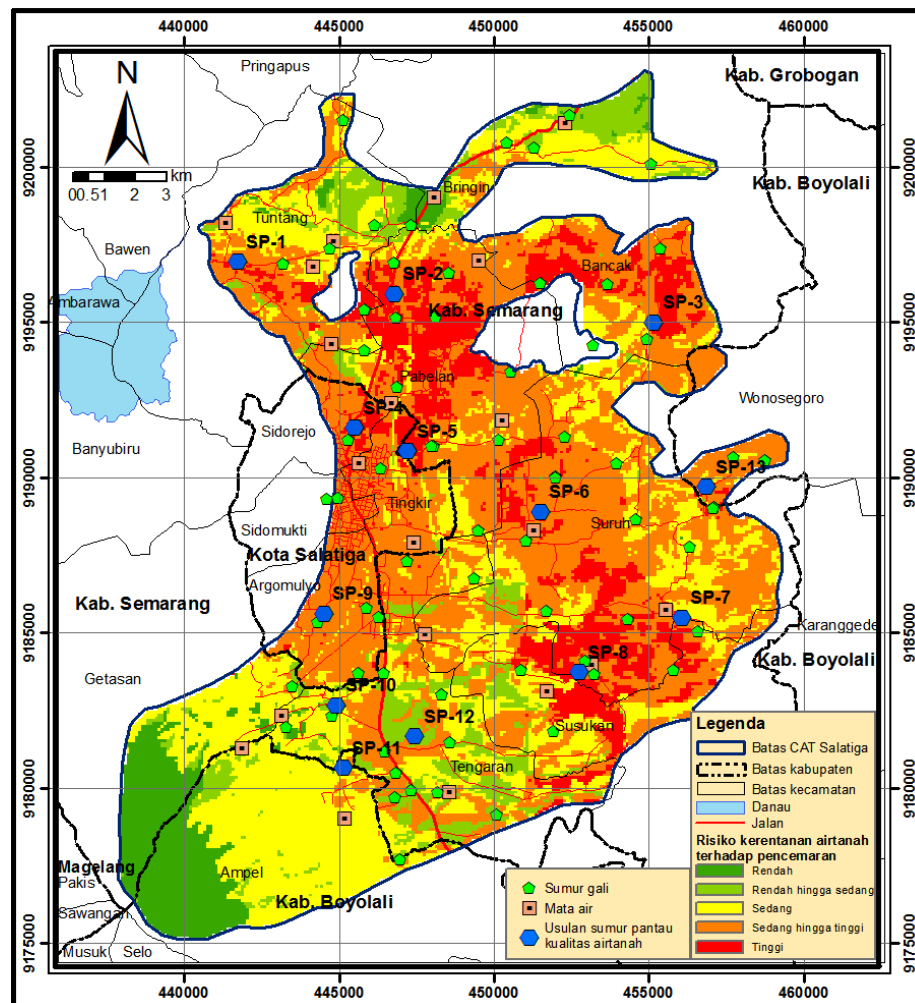 440000 445000 450000 455000 460000
Pringapus
Kab. Grobogan
N
00.51 2 3 km
9200000 9200000
Bringin
Kab. Boyolali
Tuntang
Bawen
SP-1
Bancak
SP-2
SP-3
Ambarawa
Kab. Semarang
9195000 9195000
Pabelan
Wonosegoro
SP-4
Sidorejo
SP-5
Banyubiru
SP-13
9190000 9190000
SP-6
Tingkir
Suruh
Sidomukti
Kota Salatiga
Argomulyo
SP-9
Kab. Semarang
SP-7
9185000 9185000
Karanggede
SP-8
Kab. Boyolali
Getasan
SP-10
SP-12
Susukan
SP-11
Tengaran
9180000 9180000
Magelang
Pakis
Ampel
Sawangan
Kab. Boyolali
Musuk Selo
9175000 9175000
Legenda
Batas CAT Salatiga
Batas kabupaten
Batas kecamatan
Danau
Jalan
Risiko kerentanan airtanah
terhadap pencemaran
Rendah
Rendah hingga sedang
Sedang
Sedang hingga tinggi
Tinggi
Sumur gali
Mata air
Usulan sumur pantau
kualitas airtanah
440000 445000 450000 455000 460000